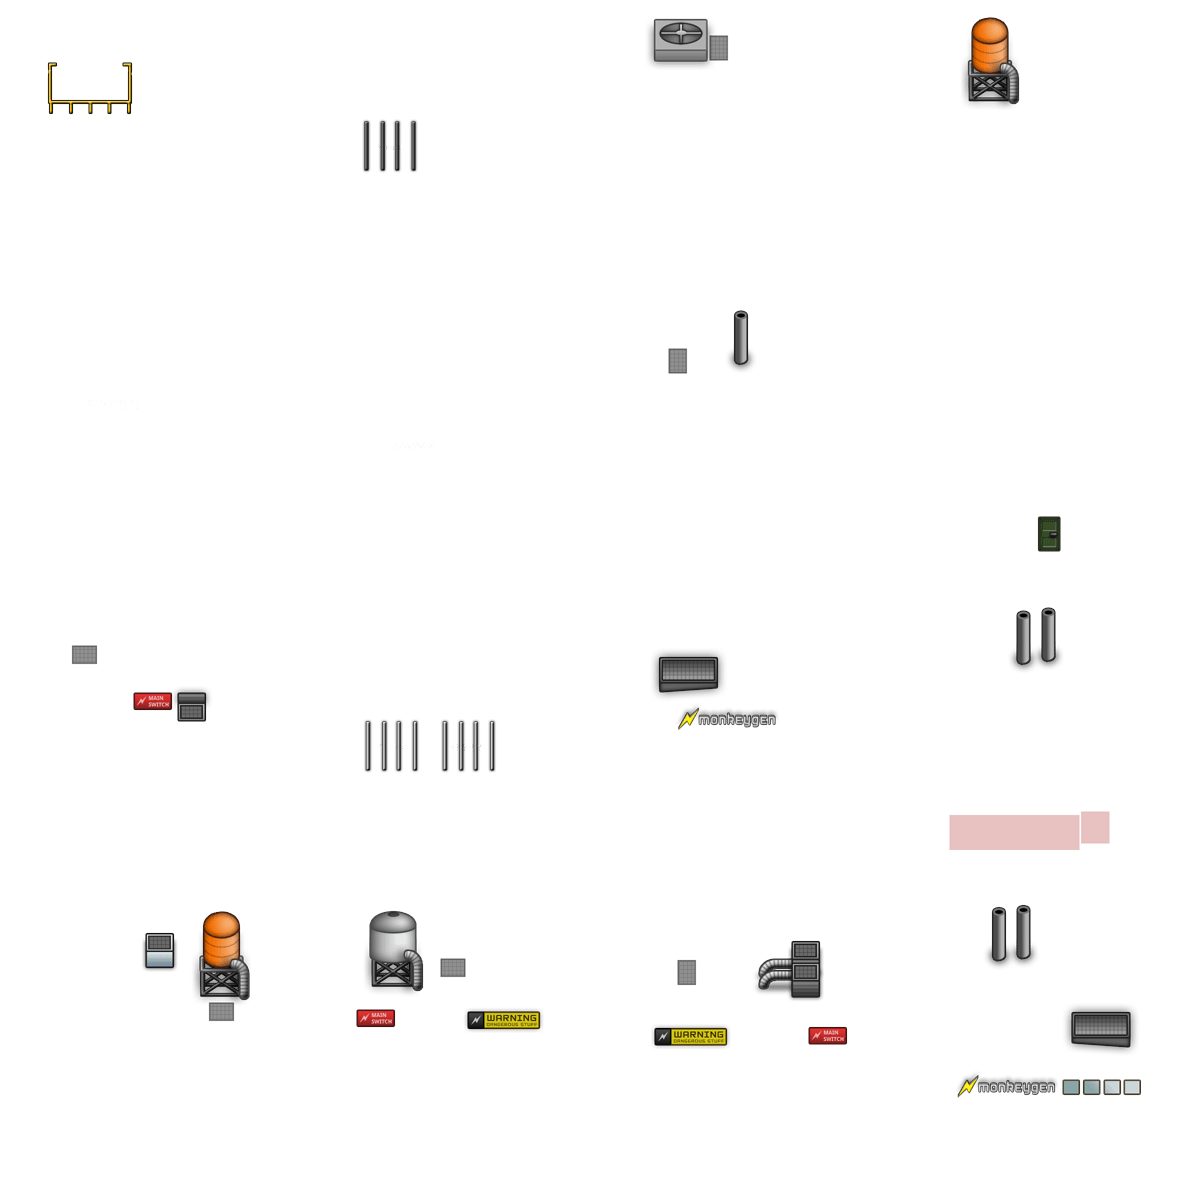 MAIN
SWITCH
monkeygen
MAIN
SWITCH
WARNING
DANGEROUS STUFF
WARNING
DANGEROUS STUFF
MAIN
SWITCH
monkeygen